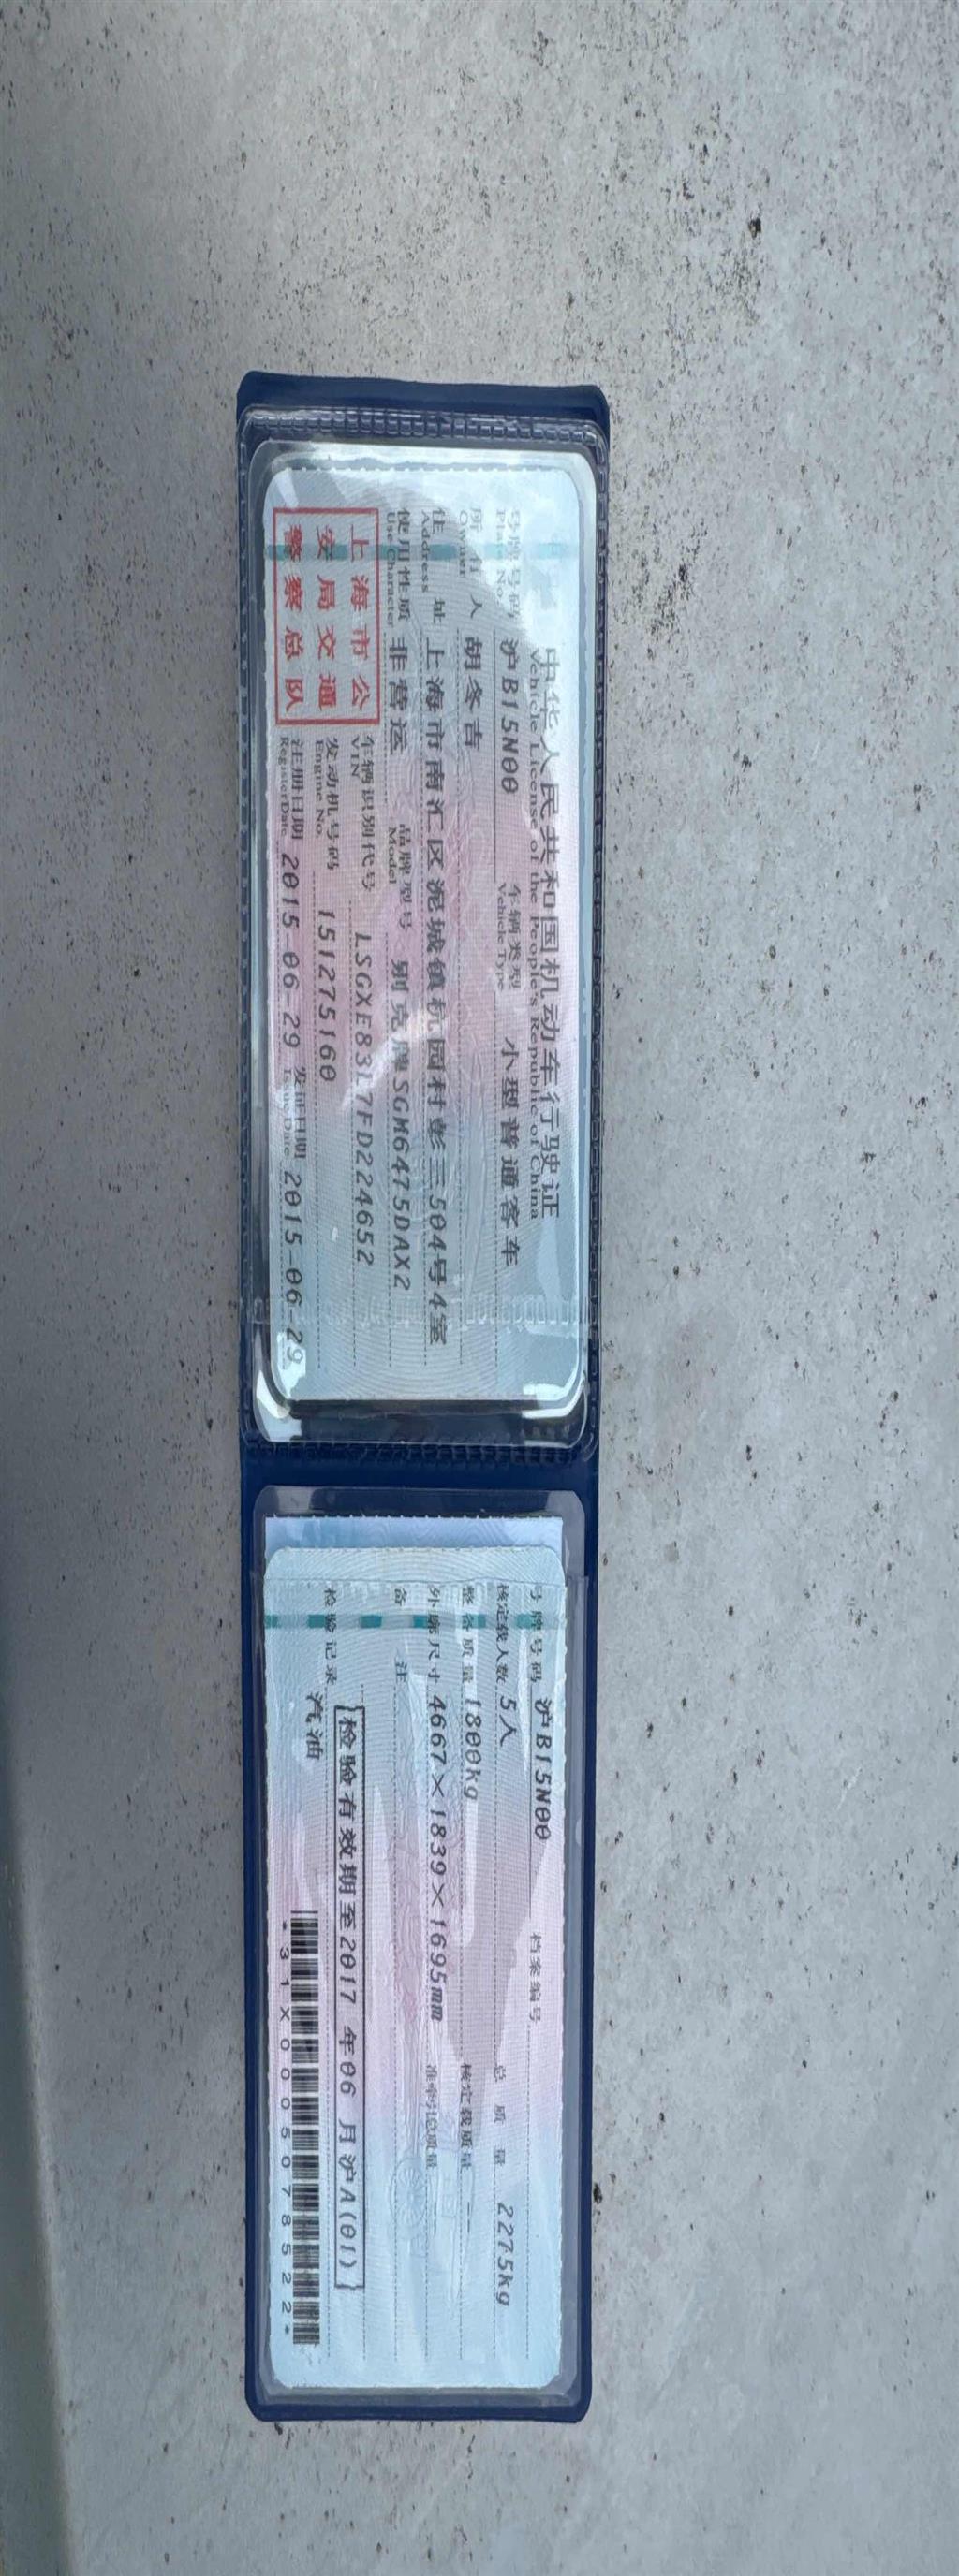 中华人民共和国机动车行驶证
Vehicle License of the People's Republic of China
号牌号码 沪B15N00 车辆类型 小型普通客车
Plate No. Vehicle Type
所有人 胡冬吉
Owner
住址 上海市南汇区泥城镇杭园村彭三504号4室
Address
使用性质 非营运 品牌型号 别克牌SGM6475DAX2
Use Character Model
上海市公
安局交通
警察总队
车辆识别代号 LSGXE83L7FD224652
VIN
发动机号码 151275160
Engine No.
注册日期 2015-06-29 发证日期 2015-06-29
Register Date Issue Date
号牌号码 沪B15N00 档案编号
核定载人数 5人 总质量 2275kg
整备质量 1800kg 核定载质量 --
外廓尺寸 4667×1839×1695mm 准牵引总质量 --
备注
检验有效期至2017年06月沪A(01)
检验记录
汽油
*31X0005078522*